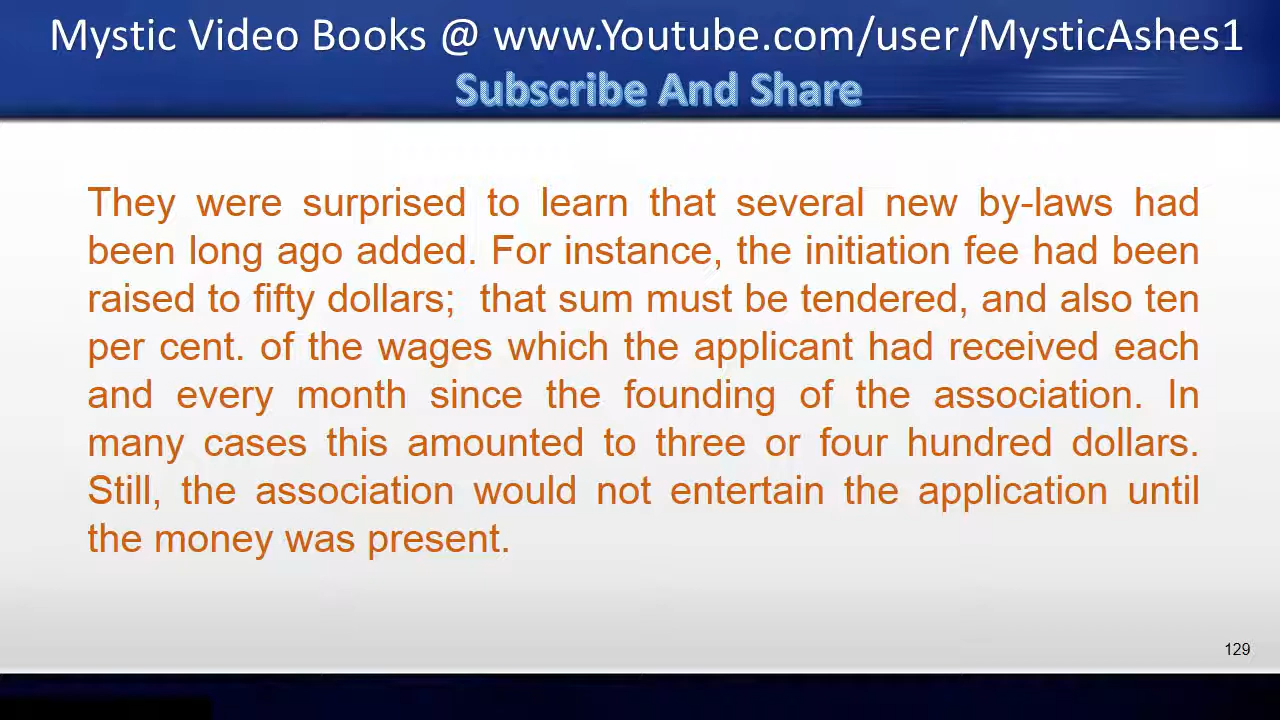 Mystic Video Books @ www.Youtube.com/user/MysticAshes1
Subscribe And Share
They were surprised to learn that several new by-laws had
been long ago added. For instance, the initiation fee had been
raised to fifty dollars; that sum must be tendered, and also ten
per cent. of the wages which the applicant had received each
and every month since the founding of the association. In
many cases this amounted to three or four hundred dollars.
Still, the association would not entertain the application until
the money was present.
129